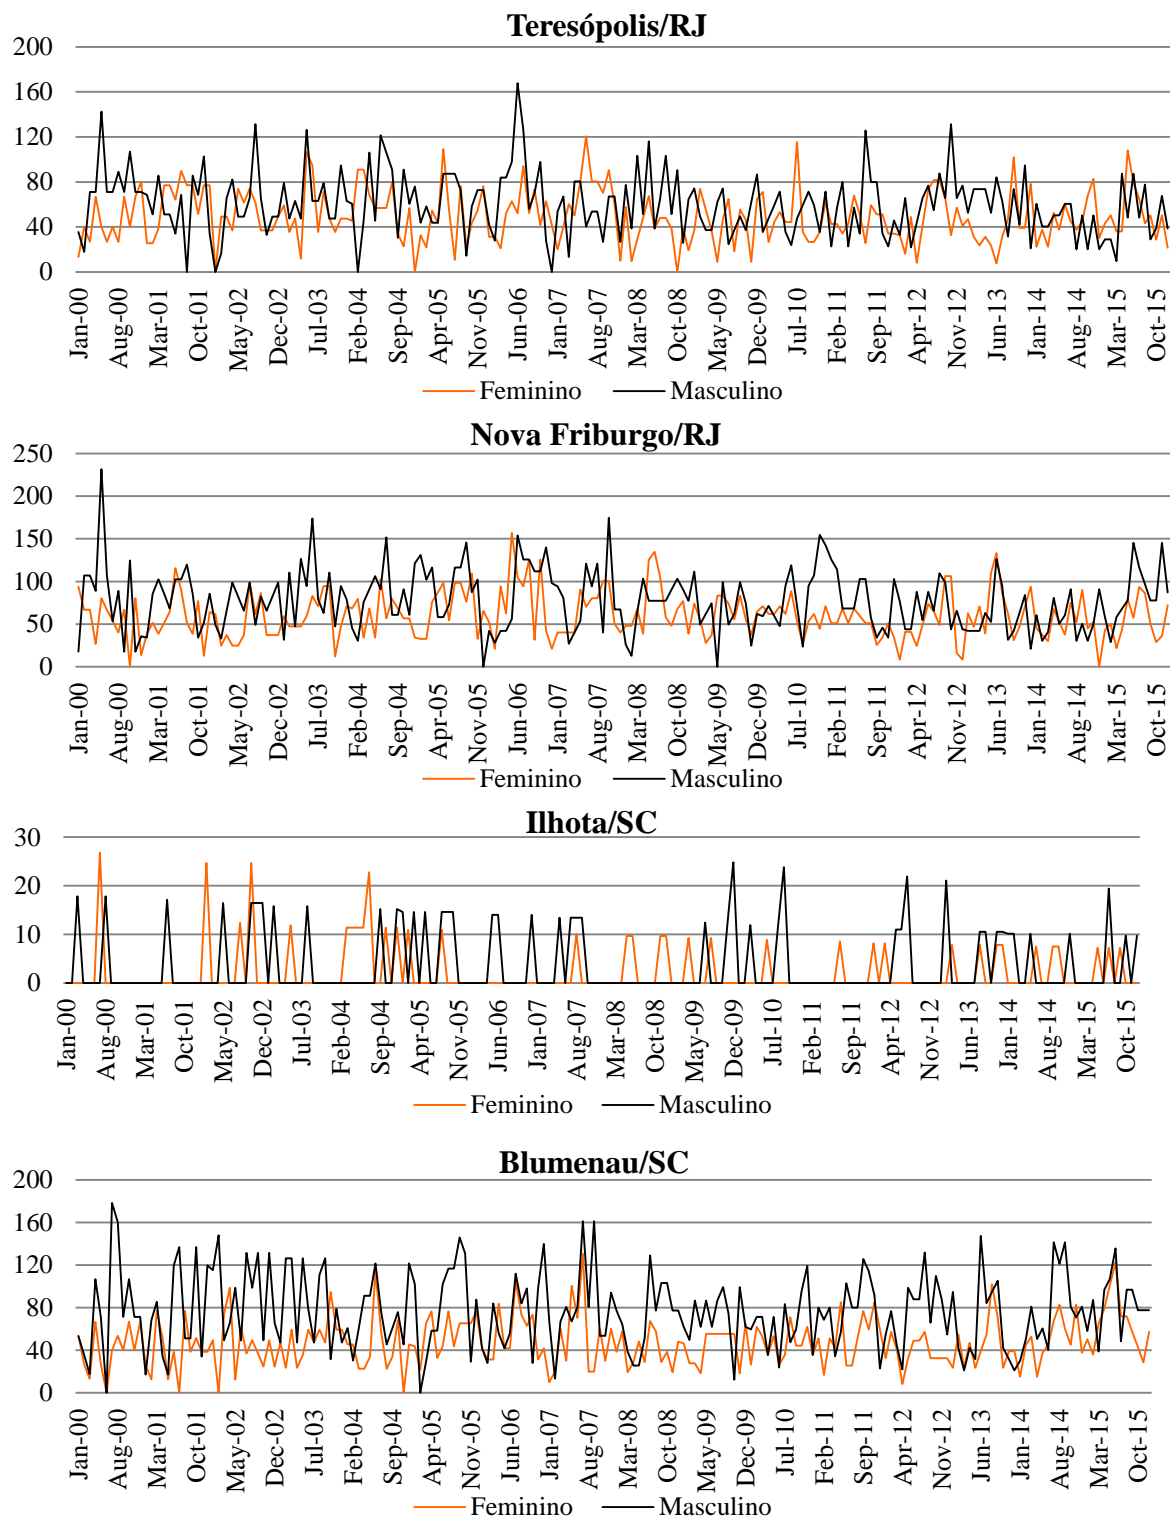 Teresópolis/RJ
200
160
120
80
40
0
Jan-00 Aug-00 Mar-01 Oct-01 May-02 Dec-02 Jul-03 Feb-04 Sep-04 Apr-05 Nov-05 Jun-06 Jan-07 Aug-07 Mar-08 Oct-08 May-09 Dec-09 Jul-10 Feb-11 Sep-11 Apr-12 Nov-12 Jun-13 Jan-14 Aug-14 Mar-15 Oct-15
Feminino Masculino
Nova Friburgo/RJ
250
200
150
100
50
0
Jan-00 Aug-00 Mar-01 Oct-01 May-02 Dec-02 Jul-03 Feb-04 Sep-04 Apr-05 Nov-05 Jun-06 Jan-07 Aug-07 Mar-08 Oct-08 May-09 Dec-09 Jul-10 Feb-11 Sep-11 Apr-12 Nov-12 Jun-13 Jan-14 Aug-14 Mar-15 Oct-15
Feminino Masculino
Ilhota/SC
30
20
10
0
Jan-00 Aug-00 Mar-01 Oct-01 May-02 Dec-02 Jul-03 Feb-04 Sep-04 Apr-05 Nov-05 Jun-06 Jan-07 Aug-07 Mar-08 Oct-08 May-09 Dec-09 Jul-10 Feb-11 Sep-11 Apr-12 Nov-12 Jun-13 Jan-14 Aug-14 Mar-15 Oct-15
Feminino Masculino
Blumenau/SC
200
160
120
80
40
0
Jan-00 Aug-00 Mar-01 Oct-01 May-02 Dec-02 Jul-03 Feb-04 Sep-04 Apr-05 Nov-05 Jun-06 Jan-07 Aug-07 Mar-08 Oct-08 May-09 Dec-09 Jul-10 Feb-11 Sep-11 Apr-12 Nov-12 Jun-13 Jan-14 Aug-14 Mar-15 Oct-15
Feminino Masculino